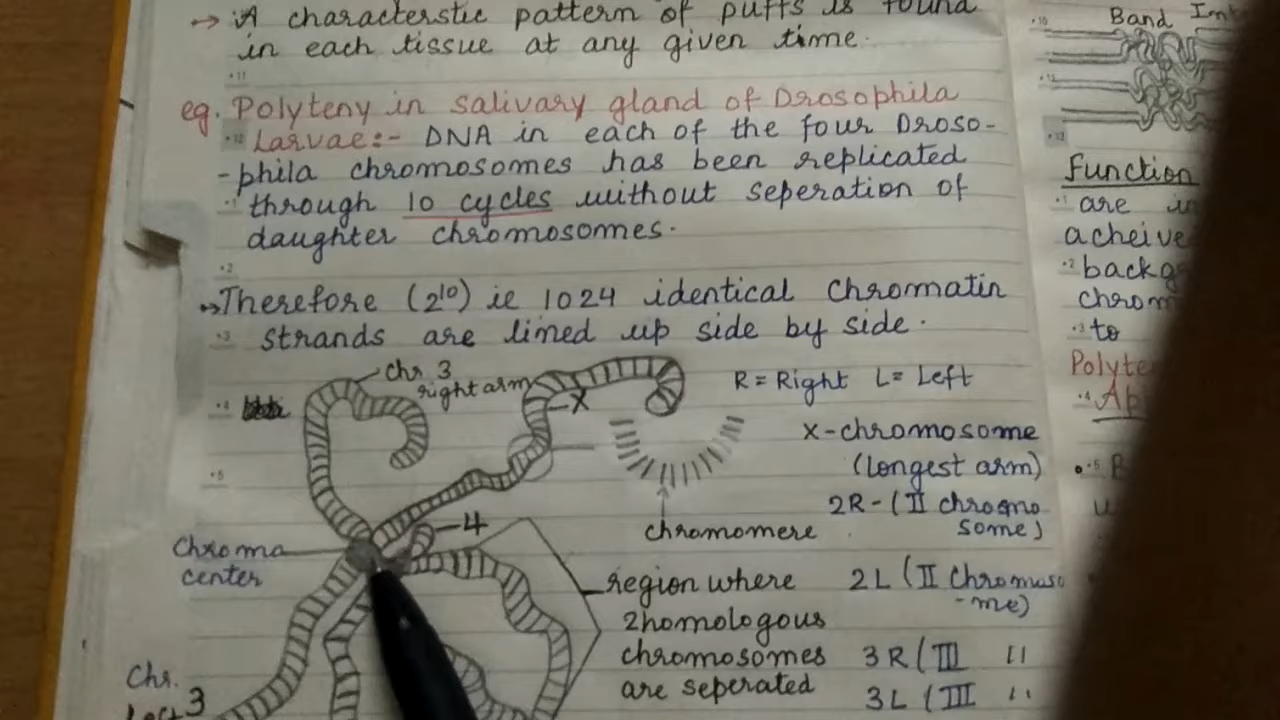 → A characterstic pattern of puffs is found
in each tissue at any given time.
eg. Polyteny in salivary gland of Drosophila
Larvae:- DNA in each of the four Droso-
-phila chromosomes has been replicated
through 10 cycles without seperation of
daughter chromosomes.
→ Therefore (2¹⁰) ie 1024 identical chromatin
strands are lined up side by side.
Chr. 3
right arm
X
R = Right L = Left
X-chromosome
(longest arm)
2R - (II chromo
some)
chromomere
4
Chroma
center
region where
2homologous
chromosomes
are seperated
2L (II Chromoso
-me)
3R (III 11
3L (III 11
Chr.
3
Band
Function
are
acheive
backg
chrom
to
Polyte